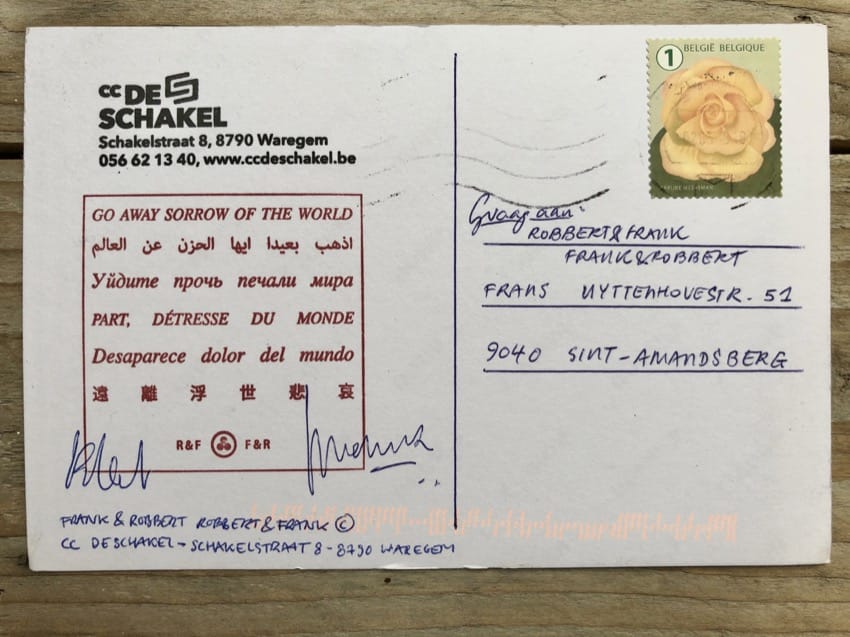 cc DE
SCHAKEL
Schakelstraat 8, 8790 Waregem
056 62 13 40, www.ccdeschakel.be
GO AWAY SORROW OF THE WORLD
اذهب بعيدا ايها الحزن عن العالم
Уйдите прочь печали мира
PART, DÉTRESSE DU MONDE
Desaparece dolor del mundo
遠離浮世悲哀
R&F F&R
FRANK & ROBBERT ROBBERT & FRANK ©
CC DE SCHAKEL - SCHAKELSTRAAT 8 - 8790 WAREGEM
1 BELGIË BELGIQUE
Graag aan:
ROBBERT & FRANK
FRANK & ROBBERT
FRANS UYTTENHOVESTR. 51
9040 SINT-AMANDSBERG